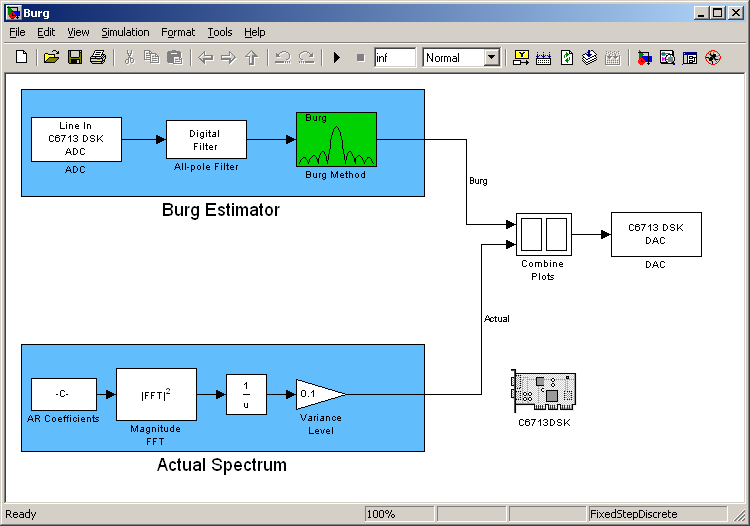 Burg
File Edit View Simulation Format Tools Help
inf Normal
Line In
C6713 DSK
ADC
ADC
Digital
Filter
All-pole Filter
Burg
Burg Method
Burg Estimator
Burg
Combine
Plots
C6713 DSK
DAC
DAC
Actual
-C-
AR Coefficients
|FFT|²
Magnitude
FFT
1
u
0.1
Variance
Level
Actual Spectrum
C6713DSK
Ready 100% FixedStepDiscrete